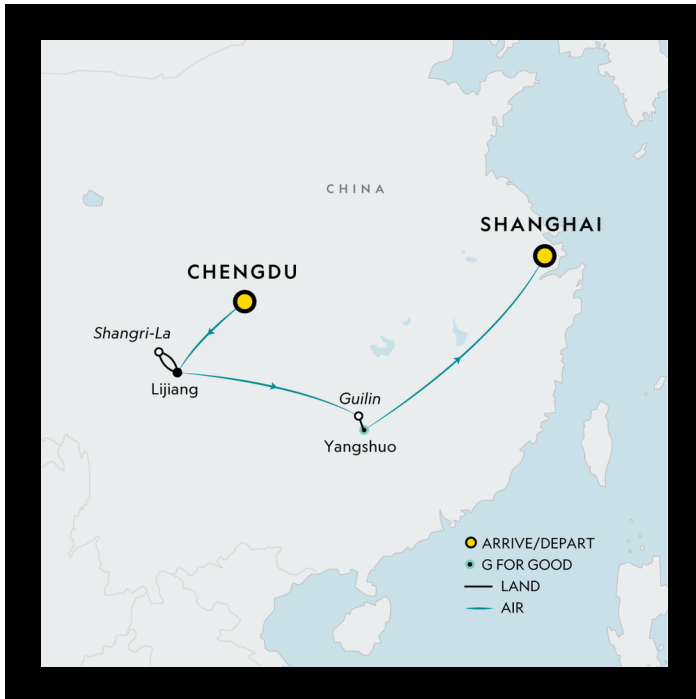 CHINA
SHANGHAI
CHENGDU
Shangri-La
Lijiang
Guilin
Yangshuo
ARRIVE/DEPART
G FOR GOOD
LAND
AIR